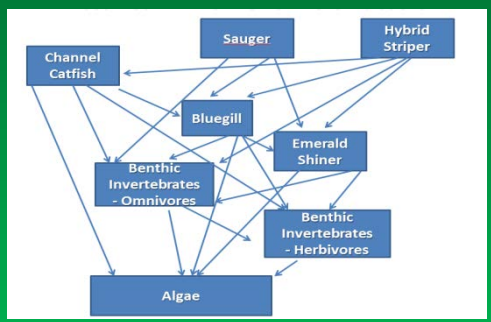 Sauger
Hybrid
Striper
Channel
Catfish
Bluegill
Emerald
Shiner
Benthic
Invertebrates
- Omnivores
Benthic
Invertebrates
- Herbivores
Algae